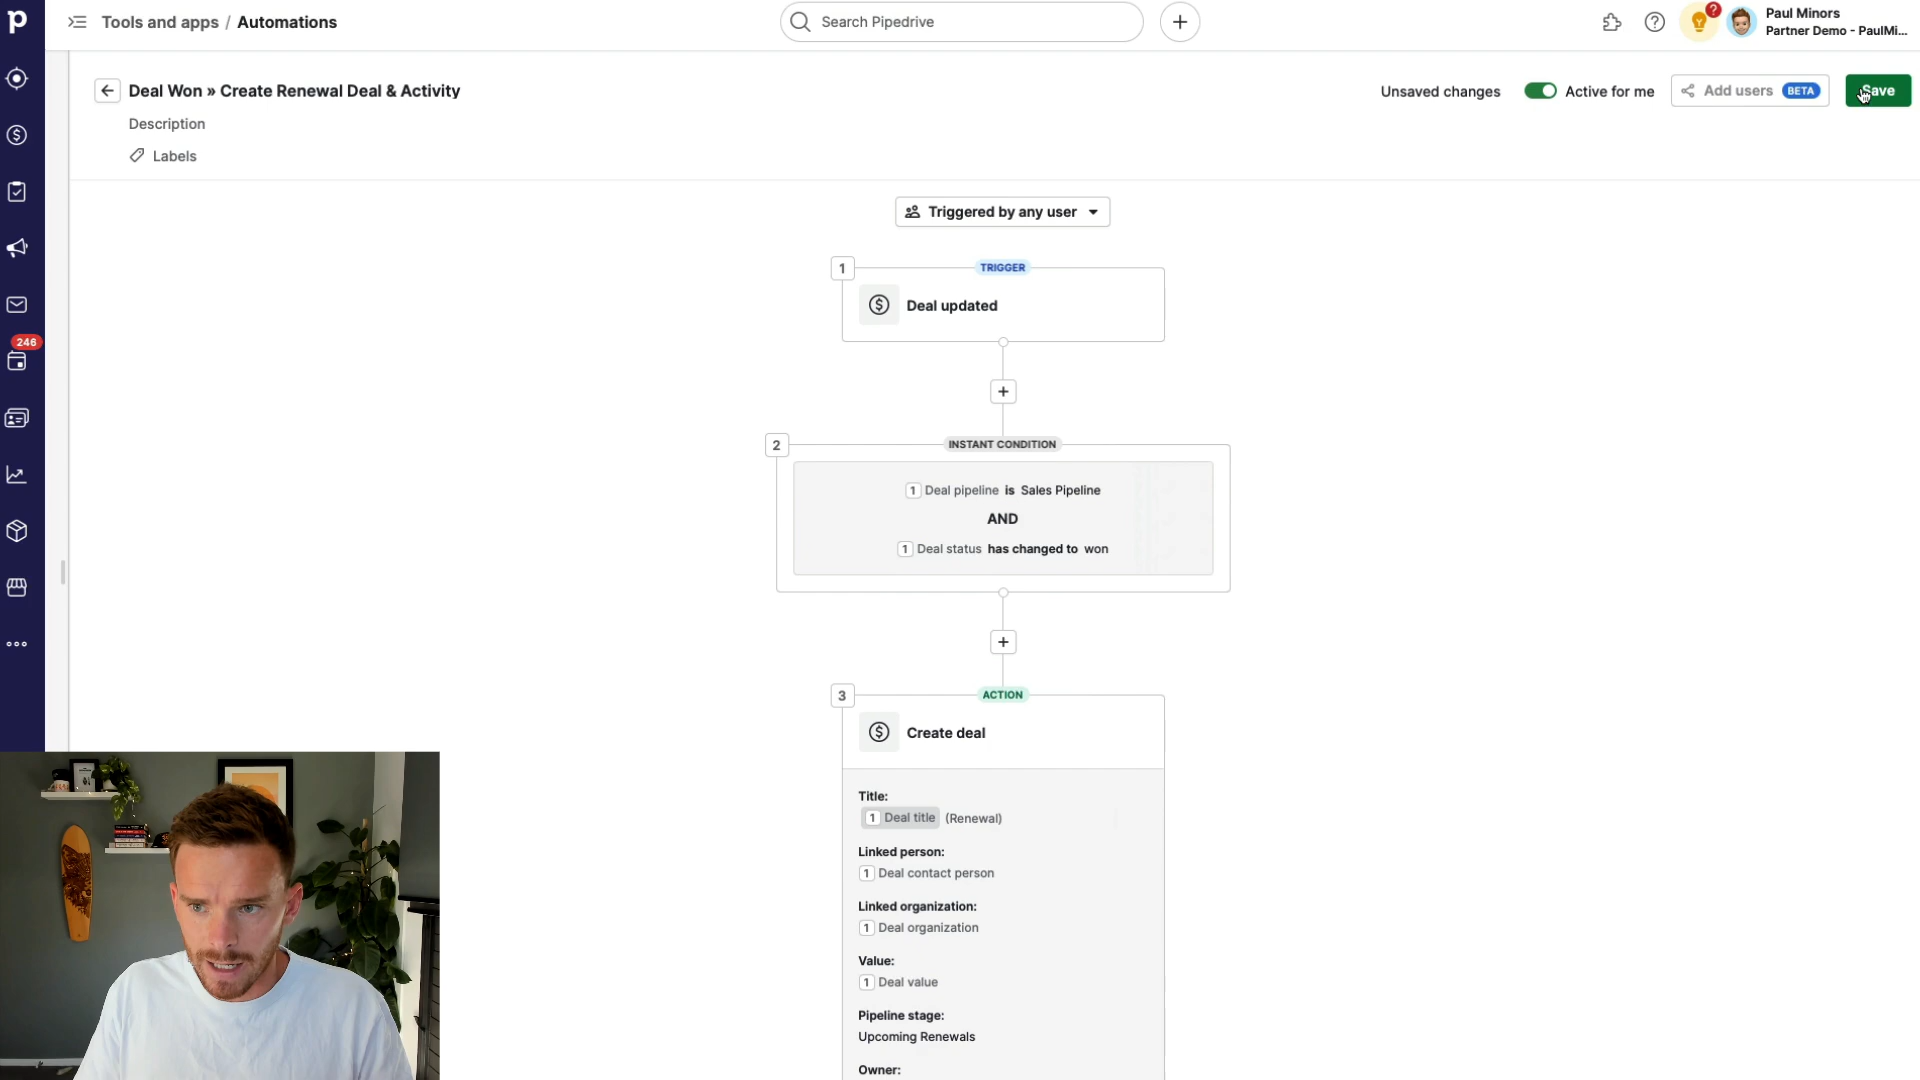 p
Tools and apps / Automations
Search Pipedrive
?
Paul Minors
Partner Demo - PaulMi...
Deal Won » Create Renewal Deal & Activity
Unsaved changes
Active for me
Add users BETA
Save
Description
Labels
Triggered by any user
1 TRIGGER
Deal updated
246
2 INSTANT CONDITION
1 Deal pipeline is Sales Pipeline
AND
1 Deal status has changed to won
3 ACTION
Create deal
Title:
1 Deal title (Renewal)
Linked person:
1 Deal contact person
Linked organization:
1 Deal organization
Value:
1 Deal value
Pipeline stage:
Upcoming Renewals
Owner: